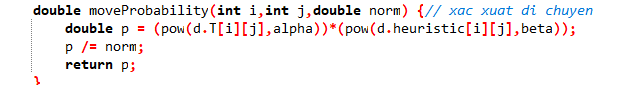 double moveProbability(int i,int j,double norm) {// xac xuat di chuyen
double p = (pow(d.T[i][j],alpha))*(pow(d.heuristic[i][j],beta));
p /= norm;
return p;
}